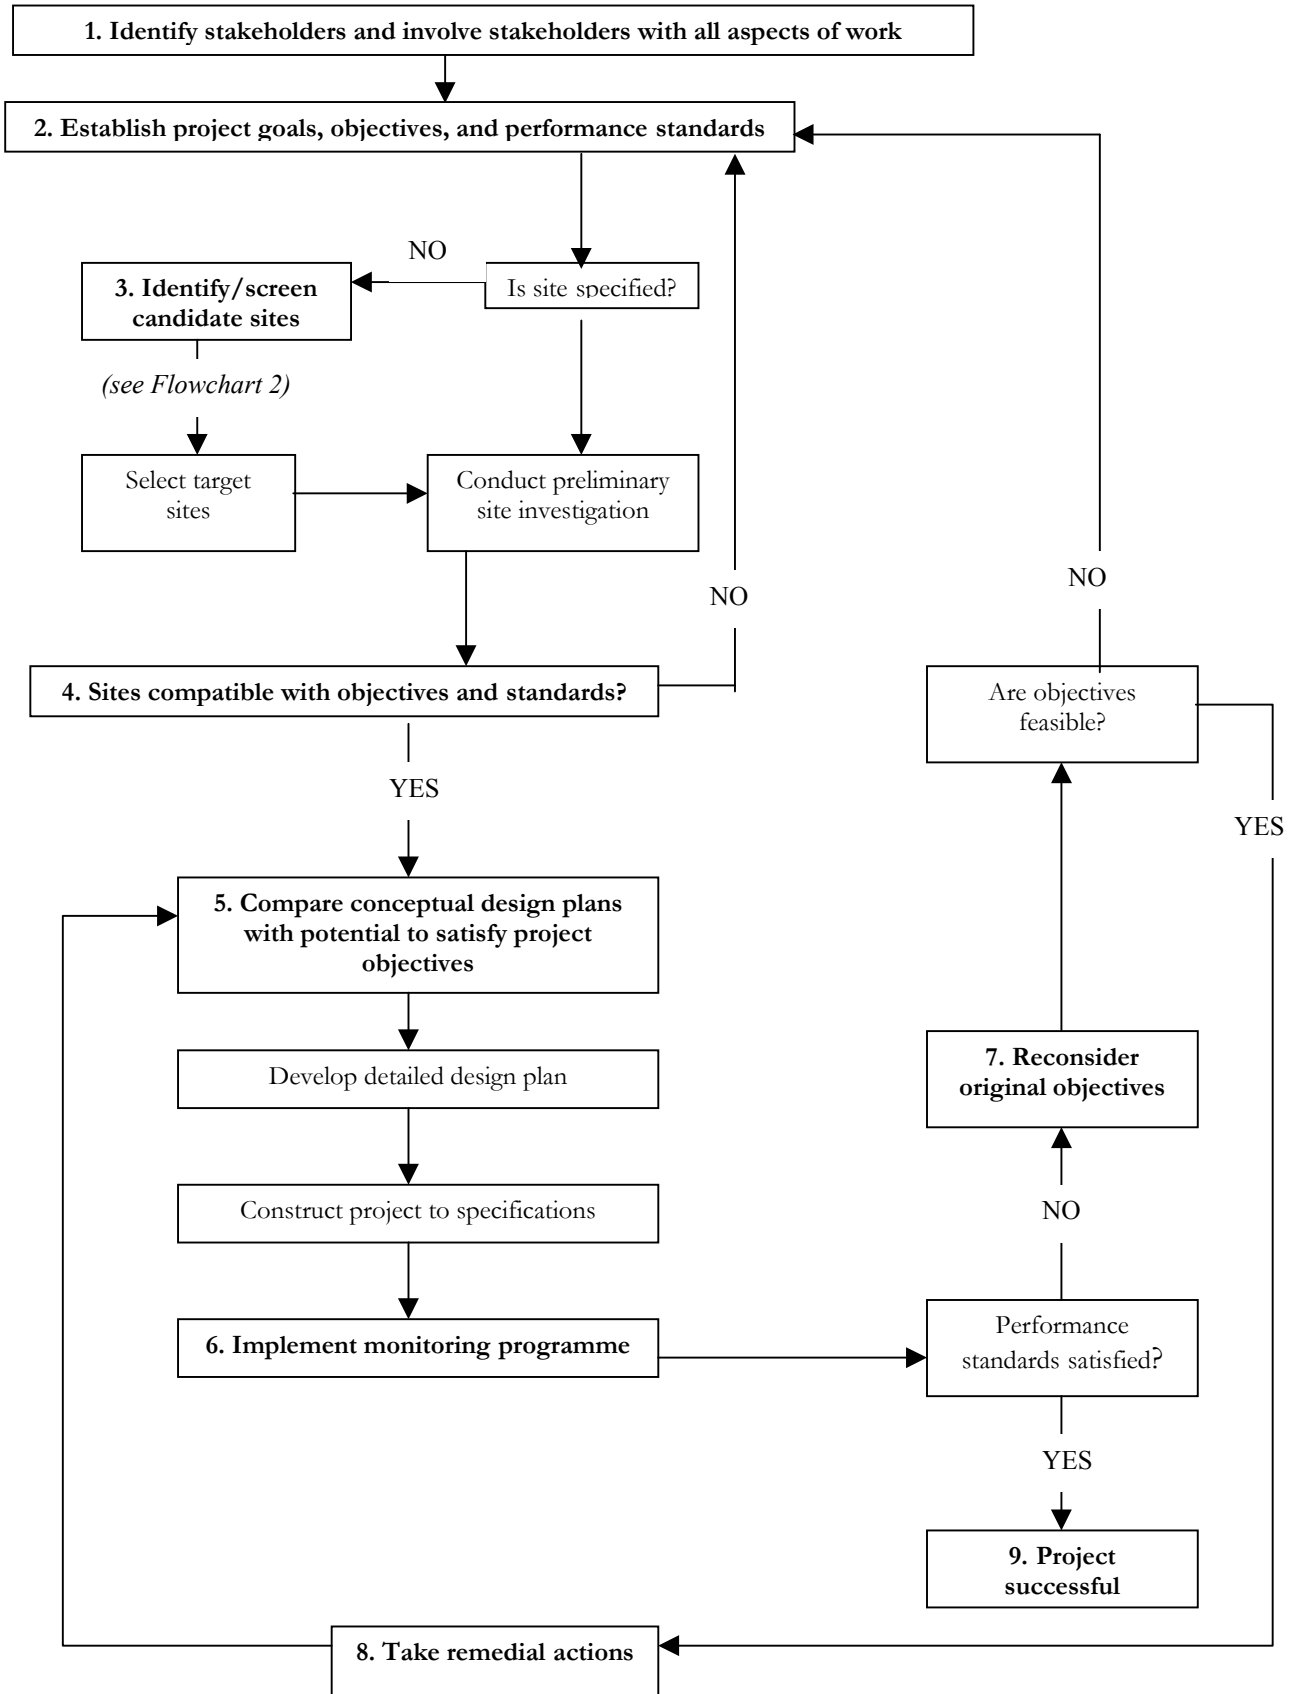 1. Identify stakeholders and involve stakeholders with all aspects of work
2. Establish project goals, objectives, and performance standards
NO
3. Identify/screen
candidate sites
Is site specified?
(see Flowchart 2)
Select target
sites
Conduct preliminary
site investigation
NO
NO
4. Sites compatible with objectives and standards?
Are objectives
feasible?
YES
YES
5. Compare conceptual design plans
with potential to satisfy project
objectives
Develop detailed design plan
7. Reconsider
original objectives
Construct project to specifications
NO
6. Implement monitoring programme
Performance
standards satisfied?
YES
9. Project
successful
8. Take remedial actions